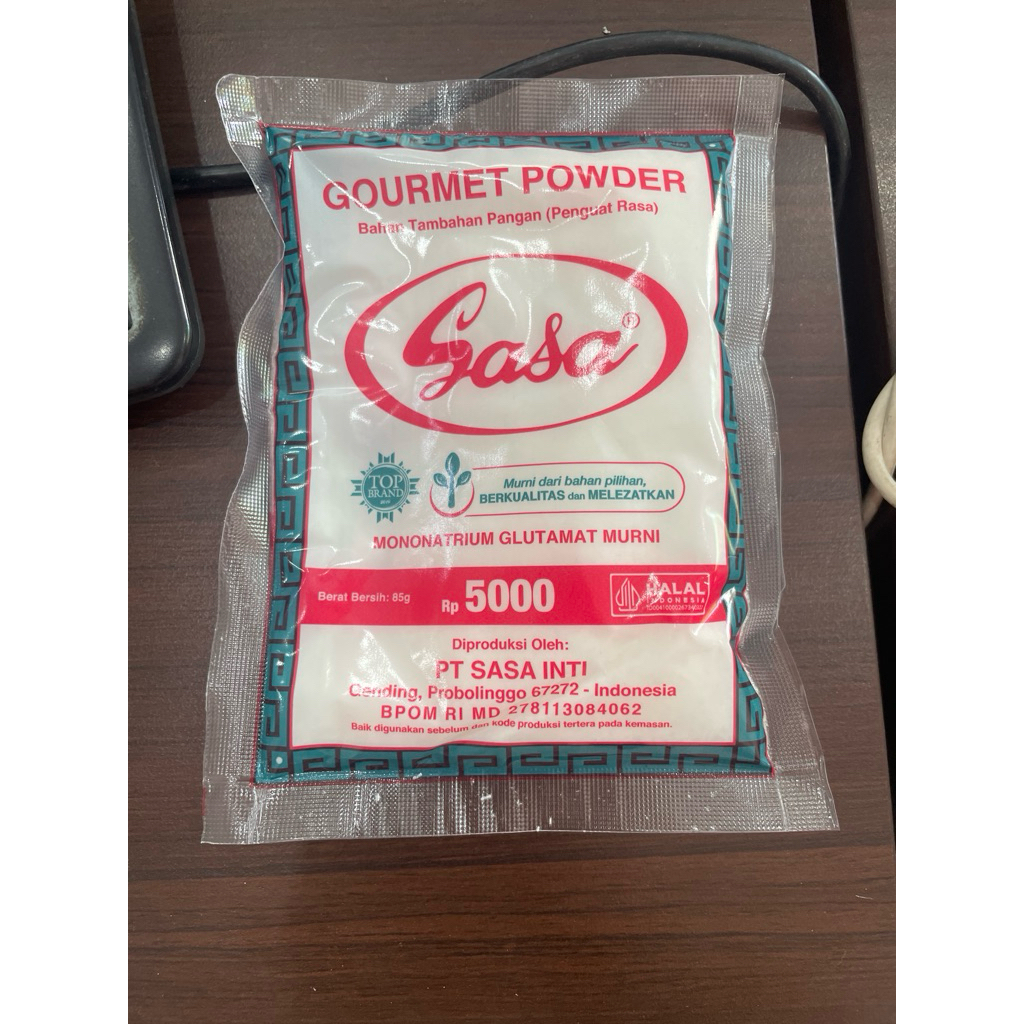 GOURMET POWDER
Bahan Tambahan Pangan (Penguat Rasa)
Sasa ®
TOP
BRAND
Murni dari bahan pilihan,
BERKUALITAS dan MELEZATKAN
MONONATRIUM GLUTAMAT MURNI
Berat Bersih: 85g
Rp 5000
HALAL
INDONESIA
Diproduksi Oleh:
PT SASA INTI
Gending, Probolinggo 67272 - Indonesia
BPOM RI MD 278113084062
Baik digunakan sebelum dan kode produksi tertera pada kemasan.